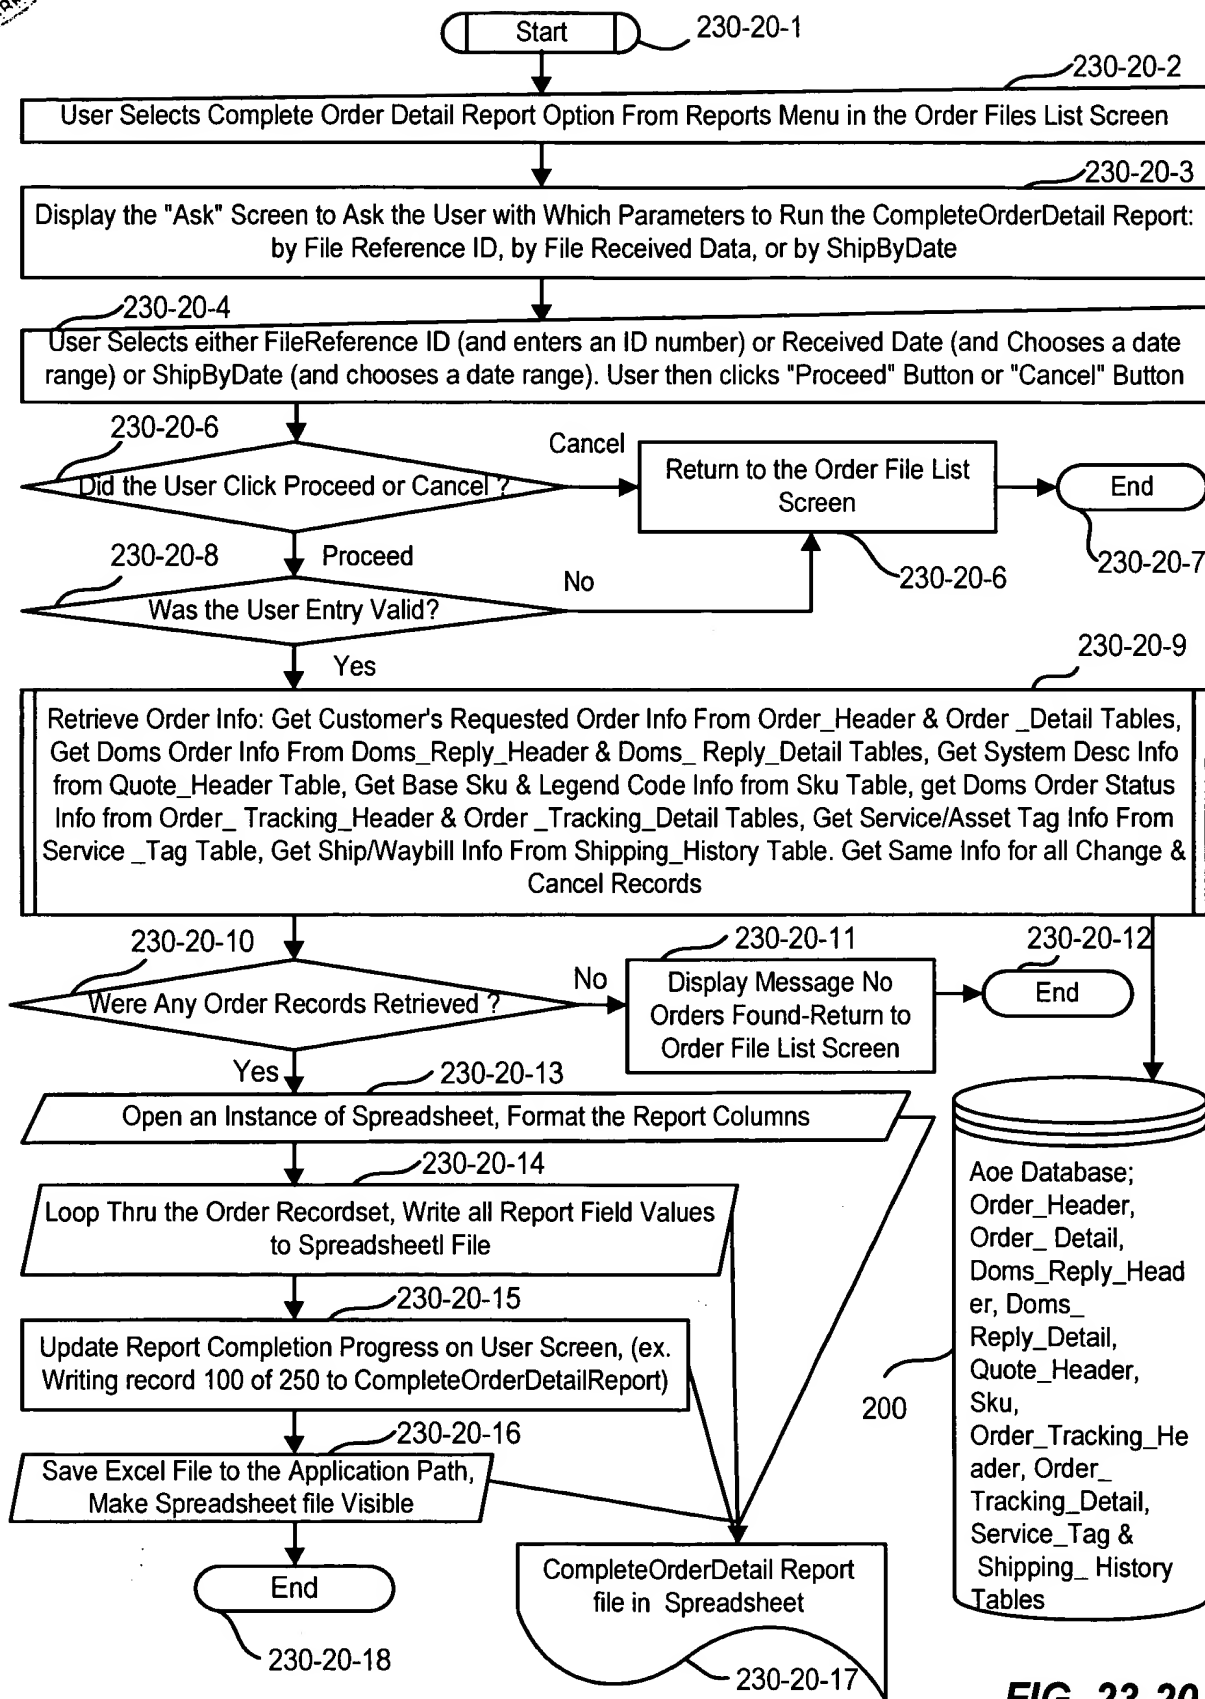 Start
230-20-1
230-20-2
User Selects Complete Order Detail Report Option From Reports Menu in the Order Files List Screen
230-20-3
Display the "Ask" Screen to Ask the User with Which Parameters to Run the CompleteOrderDetail Report:
by File Reference ID, by File Received Data, or by ShipByDate
230-20-4
User Selects either FileReference ID (and enters an ID number) or Received Date (and Chooses a date
range) or ShipByDate (and chooses a date range). User then clicks "Proceed" Button or "Cancel" Button
230-20-6
Did the User Click Proceed or Cancel ?
Cancel
Return to the Order File List
Screen
End
230-20-6
230-20-7
Proceed
230-20-8
Was the User Entry Valid?
No
Yes
230-20-9
Retrieve Order Info: Get Customer's Requested Order Info From Order_Header & Order _Detail Tables,
Get Doms Order Info From Doms_Reply_Header & Doms_ Reply_Detail Tables, Get System Desc Info
from Quote_Header Table, Get Base Sku & Legend Code Info from Sku Table, get Doms Order Status
Info from Order_ Tracking_Header & Order _Tracking_Detail Tables, Get Service/Asset Tag Info From
Service _Tag Table, Get Ship/Waybill Info From Shipping_History Table. Get Same Info for all Change &
Cancel Records
230-20-10
Were Any Order Records Retrieved ?
No
230-20-11
Display Message No
Orders Found-Return to
Order File List Screen
230-20-12
End
Yes
230-20-13
Open an Instance of Spreadsheet, Format the Report Columns
230-20-14
Loop Thru the Order Recordset, Write all Report Field Values
to Spreadsheetl File
230-20-15
Update Report Completion Progress on User Screen, (ex.
Writing record 100 of 250 to CompleteOrderDetailReport)
230-20-16
Save Excel File to the Application Path,
Make Spreadsheet file Visible
End
230-20-18
CompleteOrderDetail Report
file in Spreadsheet
230-20-17
200
Aoe Database;
Order_Header,
Order_ Detail,
Doms_Reply_Head
er, Doms_
Reply_Detail,
Quote_Header,
Sku,
Order_Tracking_He
ader, Order_
Tracking_Detail,
Service_Tag &
Shipping_ History
Tables
FIG. 23-20